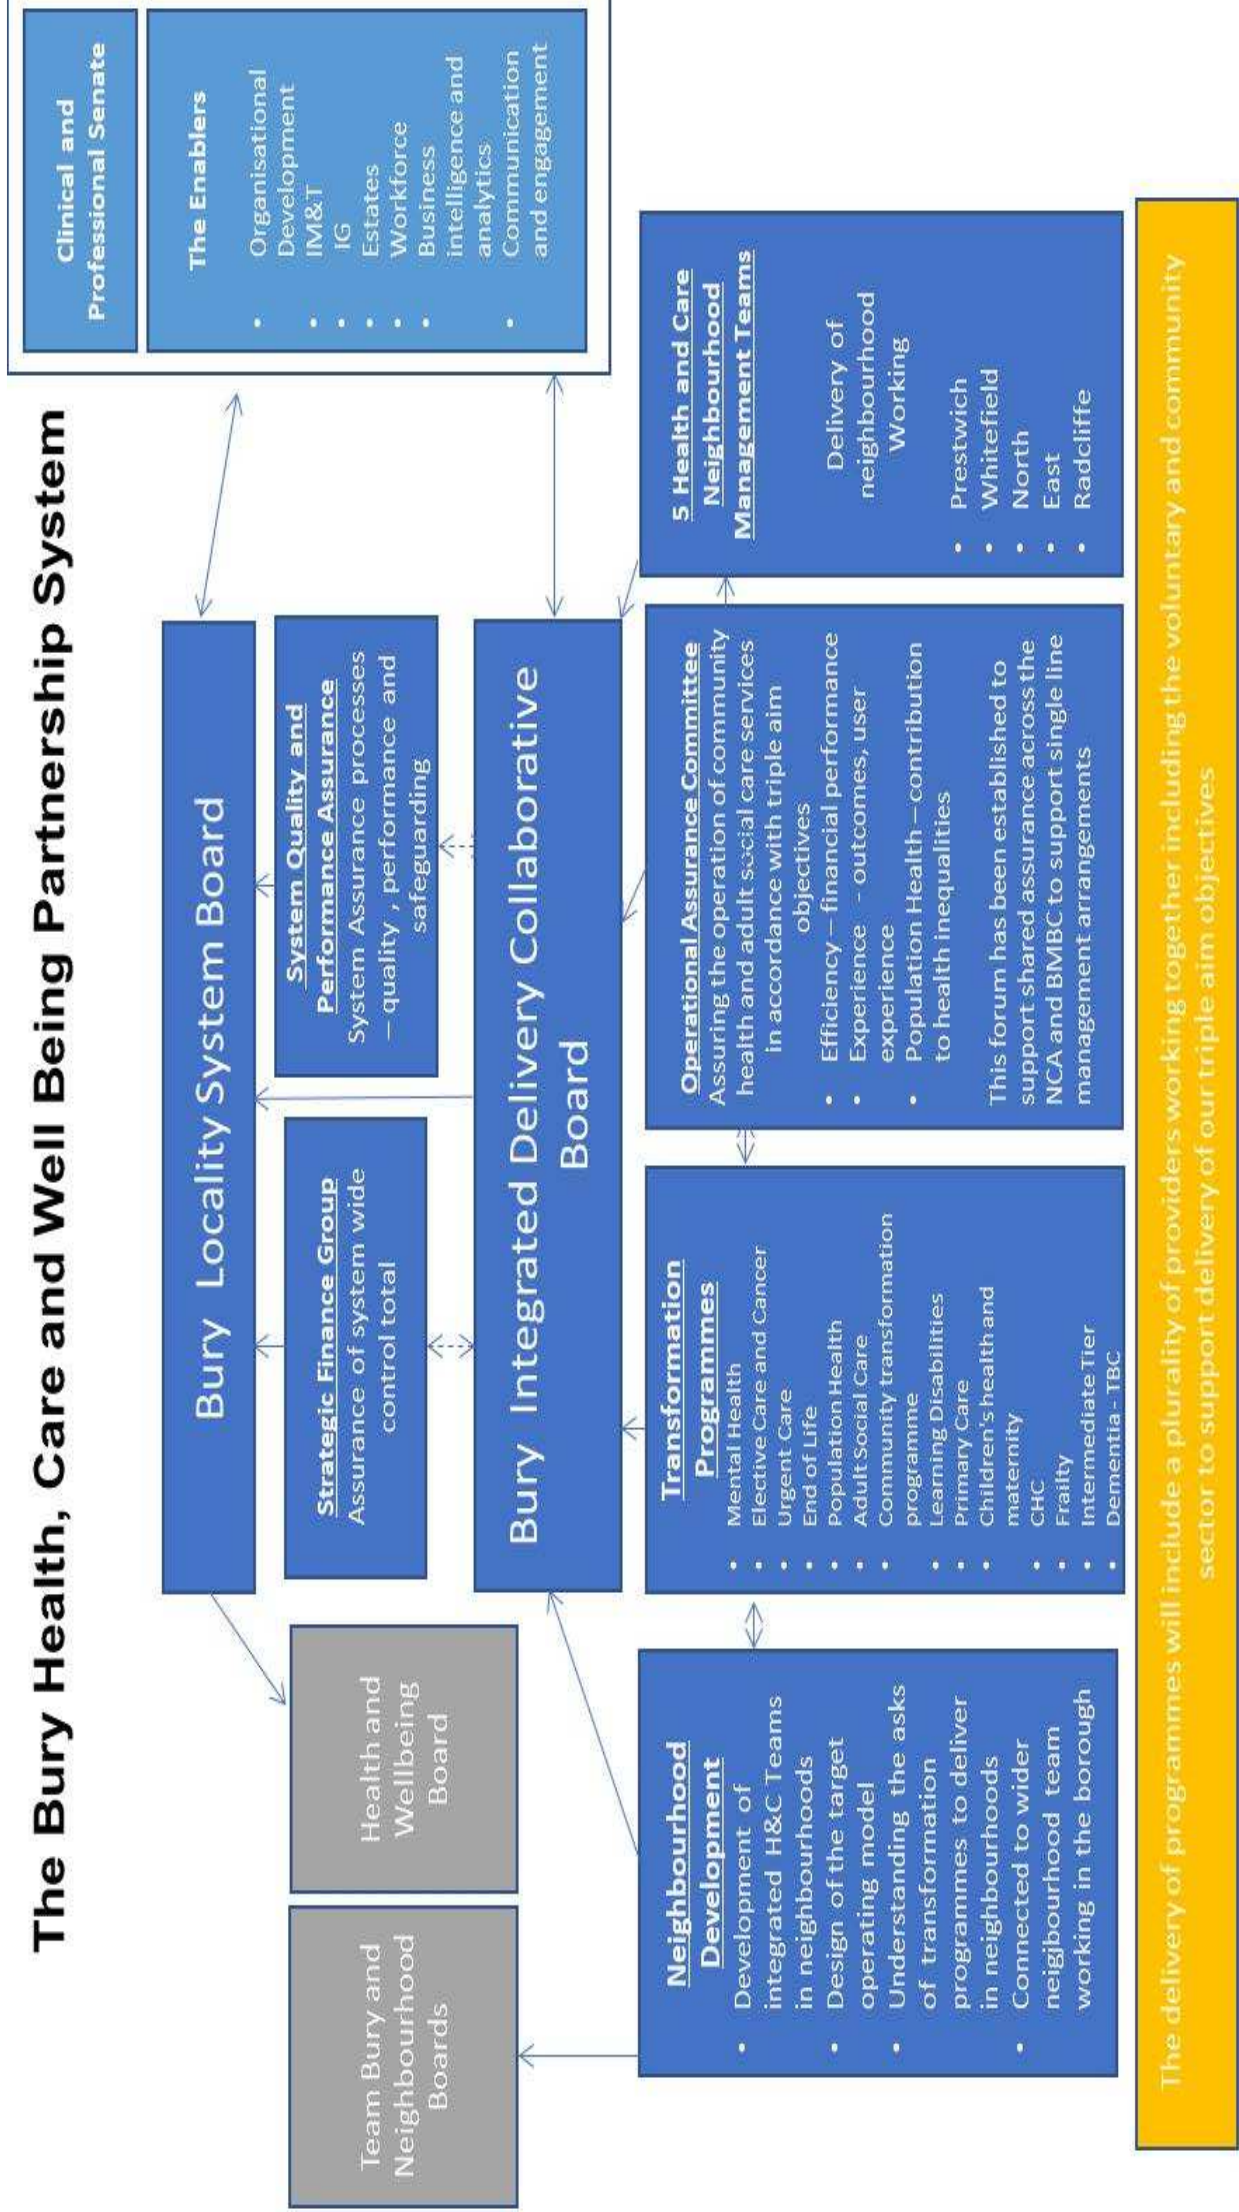 The Bury Health, Care and Well Being Partnership System
Clinical and
Professional Senate
The Enablers
• Organisational
Development
• IM&T
• IG
• Estates
• Workforce
• Business
intelligence and
analytics
• Communication
and engagement
Bury Locality System Board
Strategic Finance Group
Assurance of system wide
control total
System Quality and
Performance Assurance
System Assurance processes
– quality , performance and
safeguarding
Team Bury and
Neighbourhood
Boards
Health and
Wellbeing
Board
Bury Integrated Delivery Collaborative
Board
Neighbourhood
Development
• Development of
integrated H&C Teams
in neighbourhoods
• Design of the target
operating model
• Understanding the asks
of transformation
programmes to deliver
in neighbourhoods
• Connected to wider
neigjbourhood team
working in the borough
Transformation
Programmes
• Mental Health
• Elective Care and Cancer
• Urgent Care
• End of Life
• Population Health
• Adult Social Care
• Community transformation
programme
• Learning Disabilities
• Primary Care
• Children's health and
maternity
• CHC
• Frailty
• Intermediate Tier
• Dementia - TBC
Operational Assurance Committee
Assuring the operation of community
health and adult social care services
in accordance with triple aim
objectives
• Efficiency – financial performance
• Experience - outcomes, user
experience
• Population Health – contribution
to health inequalities
This forum has been established to
support shared assurance across the
NCA and BMBC to support single line
management arrangements
5 Health and Care
Neighbourhood
Management Teams
Delivery of
neighbourhood
Working
• Prestwich
• Whitefield
• North
• East
• Radcliffe
The delivery of programmes will include a plurality of providers working together including the voluntary and community
sector to support delivery of our triple aim objectives